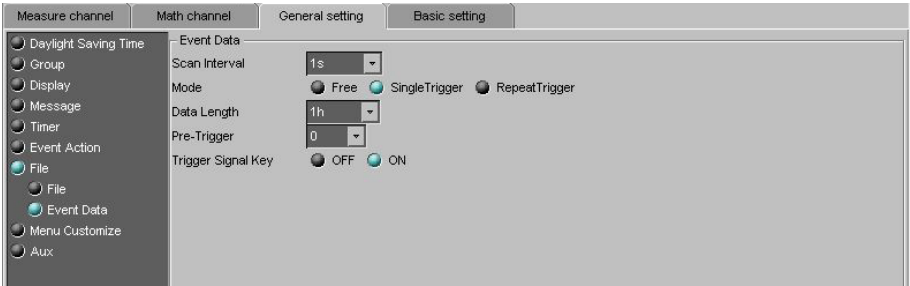 Measure channel Math channel General setting Basic setting
Daylight Saving Time
Group
Display
Message
Timer
Event Action
File
File
Event Data
Menu Customize
Aux
Event Data
Scan Interval 1s
Mode Free SingleTrigger RepeatTrigger
Data Length 1h
Pre-Trigger 0
Trigger Signal Key OFF ON